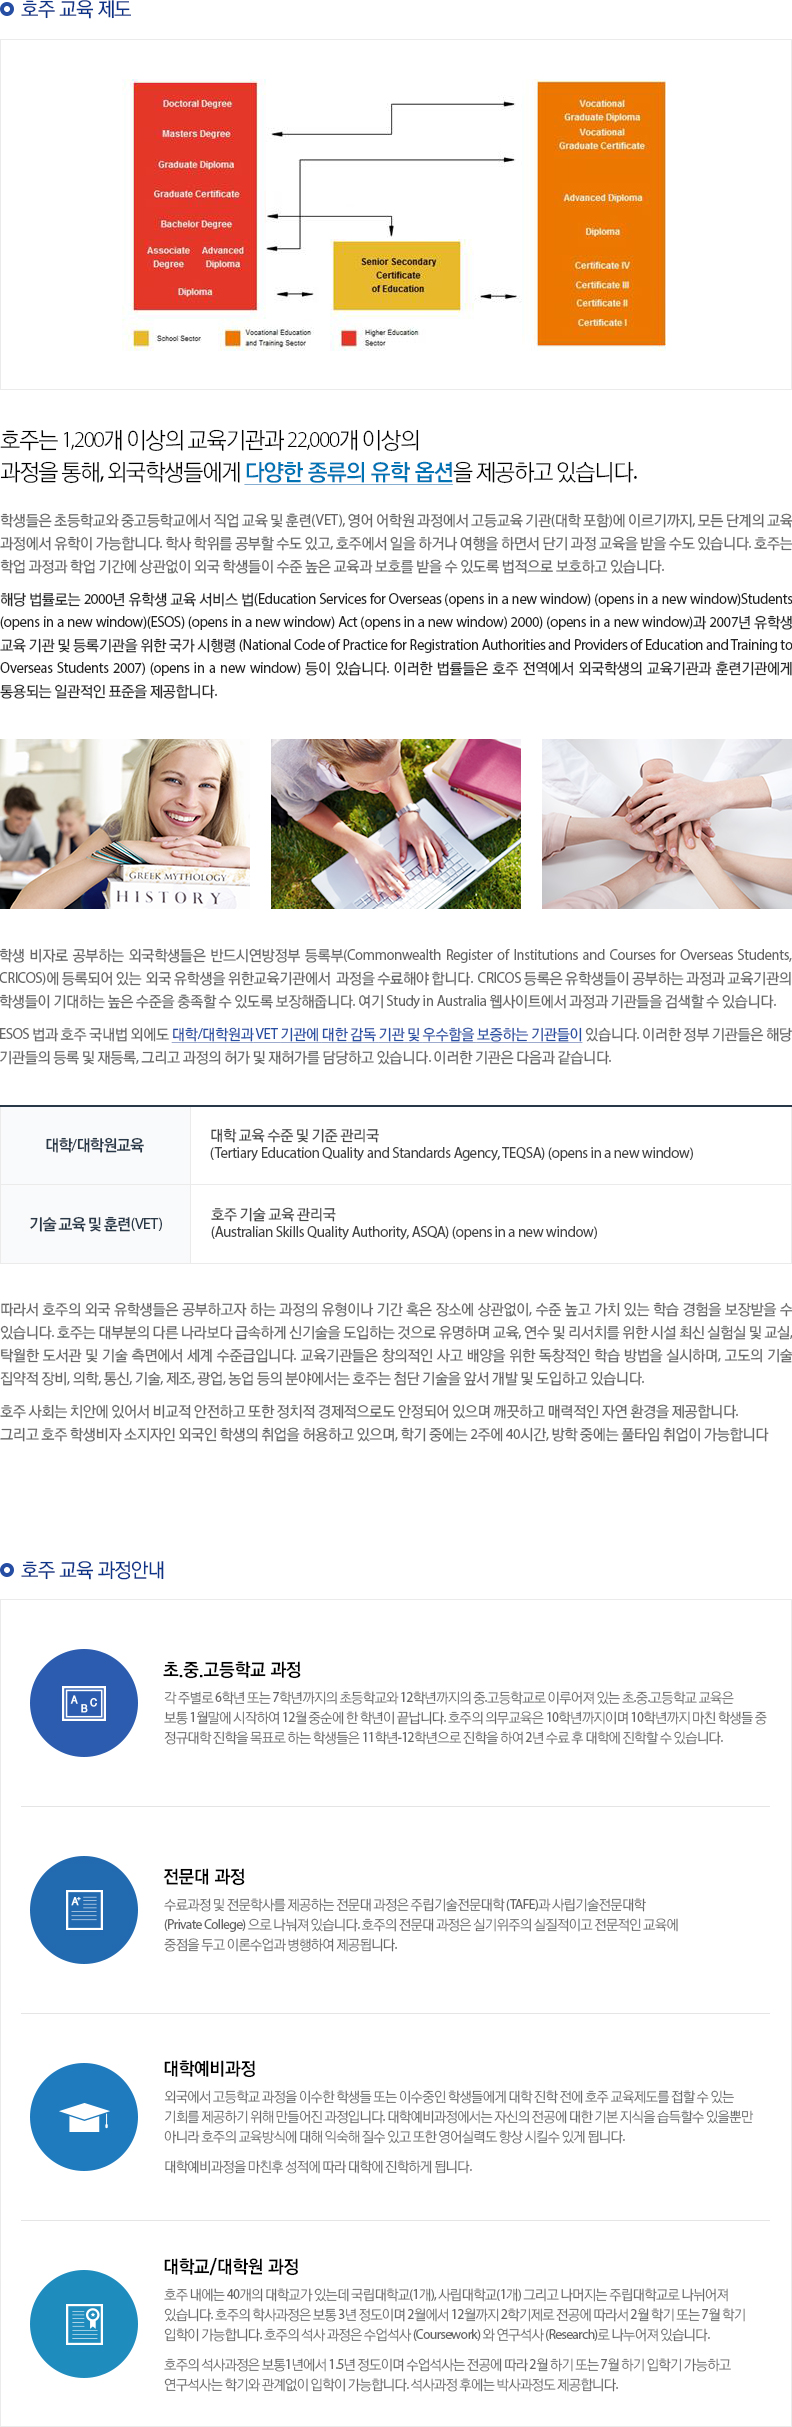 호주 교육 제도
Doctoral Degree
Masters Degree
Graduate Diploma
Graduate Certificate
Bachelor Degree
Associate Degree
Advanced Diploma
Diploma
Senior Secondary
Certificate
of Education
Vocational
Graduate Diploma
Vocational
Graduate Certificate
Advanced Diploma
Diploma
Certificate IV
Certificate III
Certificate II
Certificate I
School Sector
Vocational Education
and Training Sector
Higher Education
Sector
호주는 1,200개 이상의 교육기관과 22,000개 이상의
과정을 통해, 외국학생들에게 다양한 종류의 유학 옵션을 제공하고 있습니다.
학생들은 초등학교와 중고등학교에서 직업 교육 및 훈련(VET), 영어 어학원 과정에서 고등교육 기관(대학 포함)에 이르기까지, 모든 단계의 교육
과정에서 유학이 가능합니다. 학사 학위를 공부할 수도 있고, 호주에서 일을 하거나 여행을 하면서 단기 과정 교육을 받을 수도 있습니다. 호주는
학업 과정과 학업 기간에 상관없이 외국 학생들이 수준 높은 교육과 보호를 받을 수 있도록 법적으로 보호하고 있습니다.
해당 법률로는 2000년 유학생 교육 서비스 법(Education Services for Overseas (opens in a new window) (opens in a new window)Students
(opens in a new window)(ESOS) (opens in a new window) Act (opens in a new window) 2000) (opens in a new window)과 2007년 유학생
교육 기관 및 등록기관을 위한 국가 시행령 (National Code of Practice for Registration Authorities and Providers of Education and Training to
Overseas Students 2007) (opens in a new window) 등이 있습니다. 이러한 법률들은 호주 전역에서 외국학생의 교육기관과 훈련기관에게
통용되는 일관적인 표준을 제공합니다.
GREEK MYTHOLOGY
HISTORY
학생 비자로 공부하는 외국학생들은 반드시연방정부 등록부(Commonwealth Register of Institutions and Courses for Overseas Students,
CRICOS)에 등록되어 있는 외국 유학생을 위한교육기관에서 과정을 수료해야 합니다. CRICOS 등록은 유학생들이 공부하는 과정과 교육기관의
학생들이 기대하는 높은 수준을 충족할 수 있도록 보장해줍니다. 여기 Study in Australia 웹사이트에서 과정과 기관들을 검색할 수 있습니다.
ESOS 법과 호주 국내법 외에도 대학/대학원과 VET 기관에 대한 감독 기관 및 우수함을 보증하는 기관들이 있습니다. 이러한 정부 기관들은 해당
기관들의 등록 및 재등록, 그리고 과정의 허가 및 재허가를 담당하고 있습니다. 이러한 기관은 다음과 같습니다.
대학/대학원교육
대학 교육 수준 및 기준 관리국
(Tertiary Education Quality and Standards Agency, TEQSA) (opens in a new window)
기술 교육 및 훈련(VET)
호주 기술 교육 관리국
(Australian Skills Quality Authority, ASQA) (opens in a new window)
따라서 호주의 외국 유학생들은 공부하고자 하는 과정의 유형이나 기간 혹은 장소에 상관없이, 수준 높고 가치 있는 학습 경험을 보장받을 수
있습니다. 호주는 대부분의 다른 나라보다 급속하게 신기술을 도입하는 것으로 유명하며 교육, 연수 및 리서치를 위한 시설 최신 실험실 및 교실,
탁월한 도서관 및 기술 측면에서 세계 수준급입니다. 교육기관들은 창의적인 사고 배양을 위한 독창적인 학습 방법을 실시하며, 고도의 기술
집약적 장비, 의학, 통신, 기술, 제조, 광업, 농업 등의 분야에서는 호주는 첨단 기술을 앞서 개발 및 도입하고 있습니다.
호주 사회는 치안에 있어서 비교적 안전하고 또한 정치적 경제적으로도 안정되어 있으며 깨끗하고 매력적인 자연 환경을 제공합니다.
그리고 호주 학생비자 소지자인 외국인 학생의 취업을 허용하고 있으며, 학기 중에는 2주에 40시간, 방학 중에는 풀타임 취업이 가능합니다
호주 교육 과정안내
A B C
초.중.고등학교 과정
각 주별로 6학년 또는 7학년까지의 초등학교와 12학년까지의 중.고등학교로 이루어져 있는 초.중.고등학교 교육은
보통 1월말에 시작하여 12월 중순에 한 학년이 끝납니다. 호주의 의무교육은 10학년까지이며 10학년까지 마친 학생들 중
정규대학 진학을 목표로 하는 학생들은 11학년-12학년으로 진학을 하여 2년 수료 후 대학에 진학할 수 있습니다.
A+
전문대 과정
수료과정 및 전문학사를 제공하는 전문대 과정은 주립기술전문대학 (TAFE)과 사립기술전문대학
(Private College) 으로 나눠져 있습니다. 호주의 전문대 과정은 실기위주의 실질적이고 전문적인 교육에
중점을 두고 이론수업과 병행하여 제공됩니다.
대학예비과정
외국에서 고등학교 과정을 이수한 학생들 또는 이수중인 학생들에게 대학 진학 전에 호주 교육제도를 접할 수 있는
기회를 제공하기 위해 만들어진 과정입니다. 대학예비과정에서는 자신의 전공에 대한 기본 지식을 습득할수 있을뿐만
아니라 호주의 교육방식에 대해 익숙해 질수 있고 또한 영어실력도 향상 시킬수 있게 됩니다.
대학예비과정을 마친후 성적에 따라 대학에 진학하게 됩니다.
대학교/대학원 과정
호주 내에는 40개의 대학교가 있는데 국립대학교(1개), 사립대학교(1개) 그리고 나머지는 주립대학교로 나뉘어져
있습니다. 호주의 학사과정은 보통 3년 정도이며 2월에서 12월까지 2학기제로 전공에 따라서 2월 학기 또는 7월 학기
입학이 가능합니다. 호주의 석사 과정은 수업석사 (Coursework) 와 연구석사 (Research)로 나누어져 있습니다.
호주의 석사과정은 보통1년에서 1.5년 정도이며 수업석사는 전공에 따라 2월 하기 또는 7월 하기 입학기 가능하고
연구석사는 학기와 관계없이 입학이 가능합니다. 석사과정 후에는 박사과정도 제공합니다.